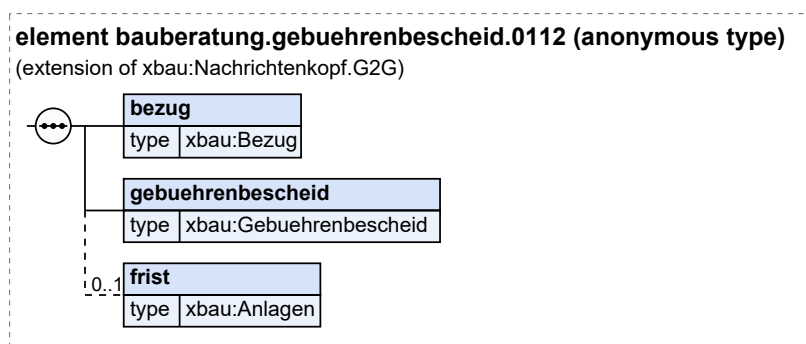 element bauberatung.gebuehrenbescheid.0112 (anonymous type)
(extension of xbau:Nachrichtenkopf.G2G)
bezug
type xbau:Bezug
gebuehrenbescheid
type xbau:Gebuehrenbescheid
0..1 frist
type xbau:Anlagen